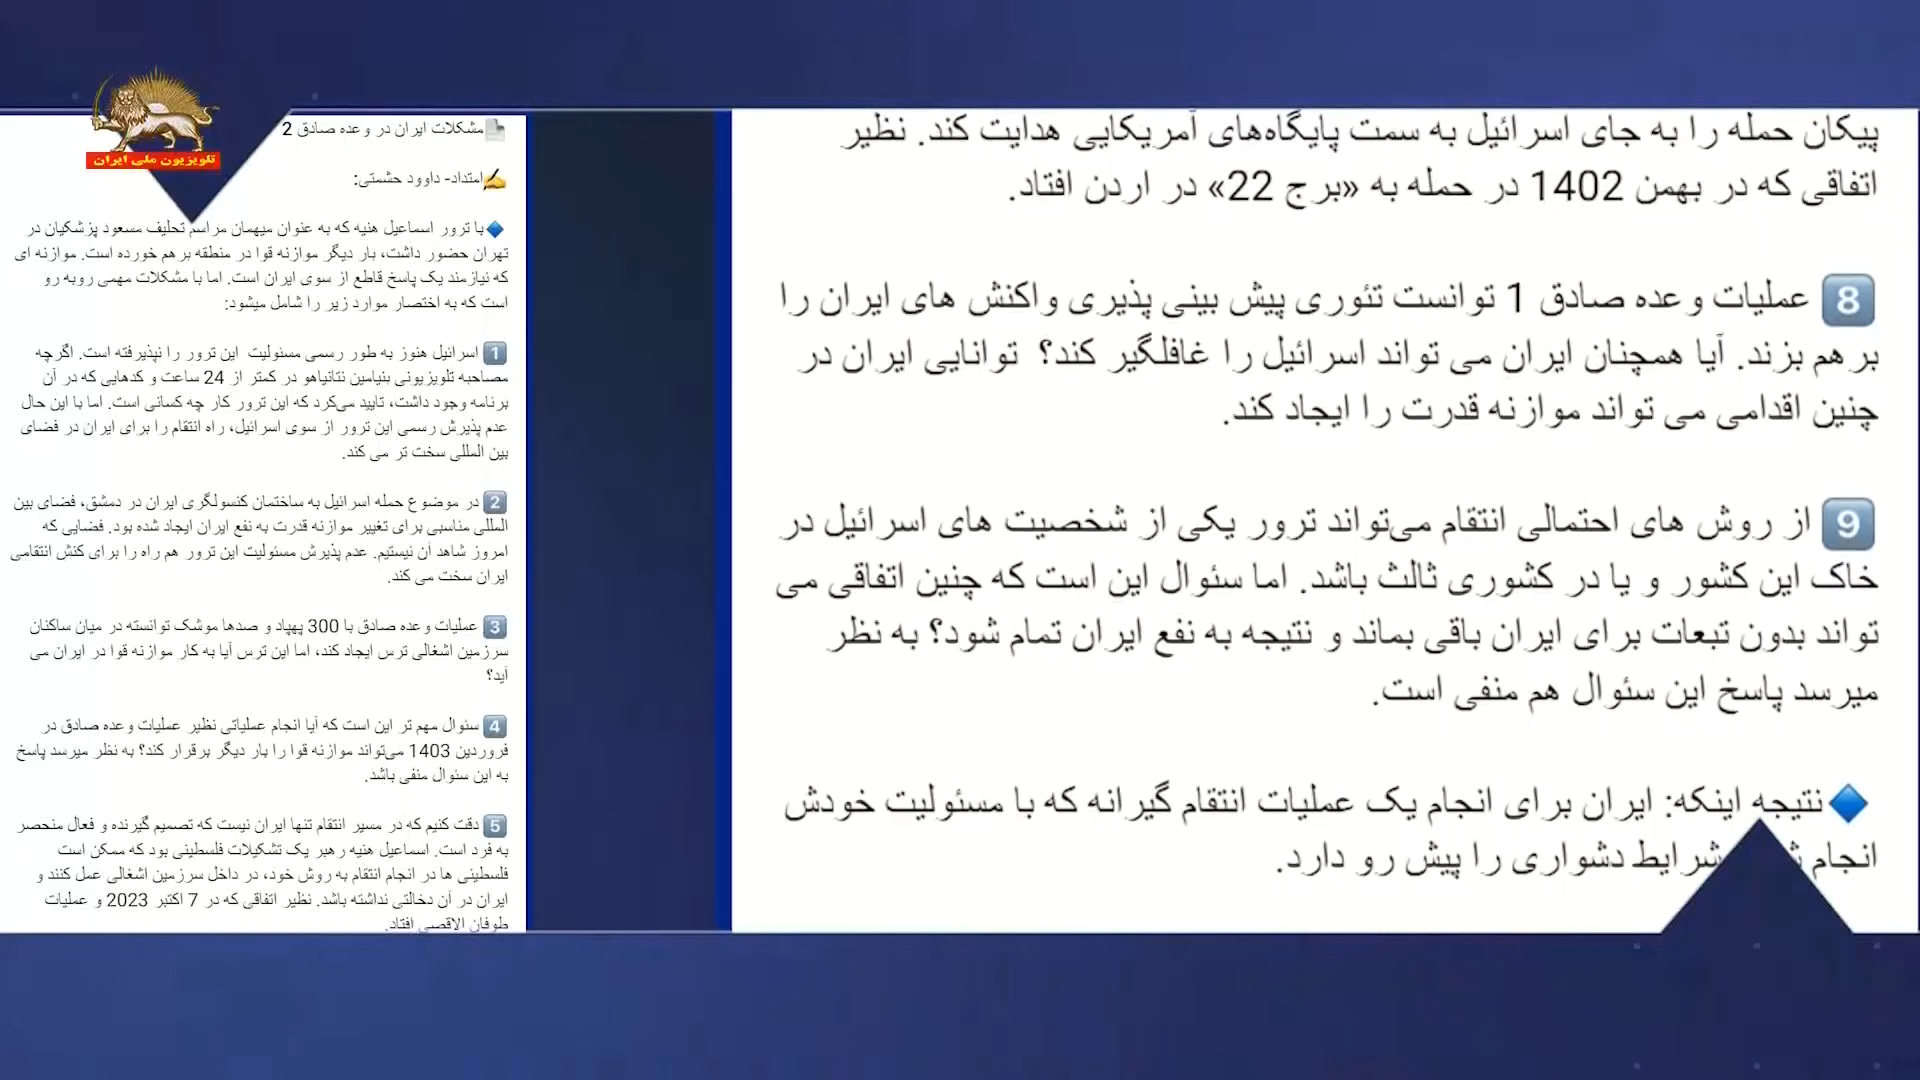 تلویزیون ملی ایران
مشکلات ایران در وعده صادق 2
امتداد- داوود حشمتی:
با ترور اسماعیل هنیه که به عنوان میهمان مراسم تحلیف مسعود پزشکیان در
تهران حضور داشت، بار دیگر موازنه قوا در منطقه برهم خورده است. موازنه ای
که نیازمند یک پاسخ قاطع از سوی ایران است. اما با مشکلات مهمی روبه رو
است که به اختصار موارد زیر را شامل میشود:
1 اسرائیل هنوز به طور رسمی مسئولیت این ترور را نپذیرفته است. اگرچه
مصاحبه تلویزیونی بنیامین نتانیاهو در کمتر از 24 ساعت و کدهایی که در آن
برنامه وجود داشت، تایید می‌کرد که این ترور کار چه کسانی است. اما با این حال
عدم پذیرش رسمی این ترور از سوی اسرائیل، راه انتقام را برای ایران در فضای
بین المللی سخت تر می کند.
2 در موضوع حمله اسرائیل به ساختمان کنسولگری ایران در دمشق، فضای بین
المللی مناسبی برای تغییر موازنه قدرت به نفع ایران ایجاد شده بود. فضایی که
امروز شاهد آن نیستیم. عدم پذیرش مسئولیت این ترور هم راه را برای کنش انتقامی
ایران سخت می کند.
3 عملیات وعده صادق با 300 پهپاد و صدها موشک توانسته در میان ساکنان
سرزمین اشغالی ترس ایجاد کند، اما این ترس آیا به کار موازنه قوا در ایران می
آید؟
4 سئوال مهم تر این است که آیا انجام عملیاتی نظیر عملیات وعده صادق در
فروردین 1403 می‌تواند موازنه قوا را بار دیگر برقرار کند؟ به نظر میرسد پاسخ
به این سئوال منفی باشد.
5 دقت کنیم که در مسیر انتقام تنها ایران نیست که تصمیم گیرنده و فعال منحصر
به فرد است. اسماعیل هنیه رهبر یک تشکیلات فلسطینی بود که ممکن است
فلسطینی ها در انجام انتقام به روش خود، در داخل سرزمین اشغالی عمل کنند و
ایران در آن دخالتی نداشته باشد. نظیر اتفاقی که در 7 اکتبر 2023 و عملیات
طوفان الاقصی افتاد.
پیکان حمله را به جای اسرائیل به سمت پایگاه‌های آمریکایی هدایت کند. نظیر
اتفاقی که در بهمن 1402 در حمله به «برج 22» در اردن افتاد.
8 عملیات وعده صادق 1 توانست تئوری پیش بینی پذیری واکنش های ایران را
برهم بزند. آیا همچنان ایران می تواند اسرائیل را غافلگیر کند؟ توانایی ایران در
چنین اقدامی می تواند موازنه قدرت را ایجاد کند.
9 از روش های احتمالی انتقام می‌تواند ترور یکی از شخصیت های اسرائیل در
خاک این کشور و یا در کشوری ثالث باشد. اما سئوال این است که چنین اتفاقی می
تواند بدون تبعات برای ایران باقی بماند و نتیجه به نفع ایران تمام شود؟ به نظر
میرسد پاسخ این سئوال هم منفی است.
نتیجه اینکه: ایران برای انجام یک عملیات انتقام گیرانه که با مسئولیت خودش
انجام شرایط دشواری را پیش رو دارد.